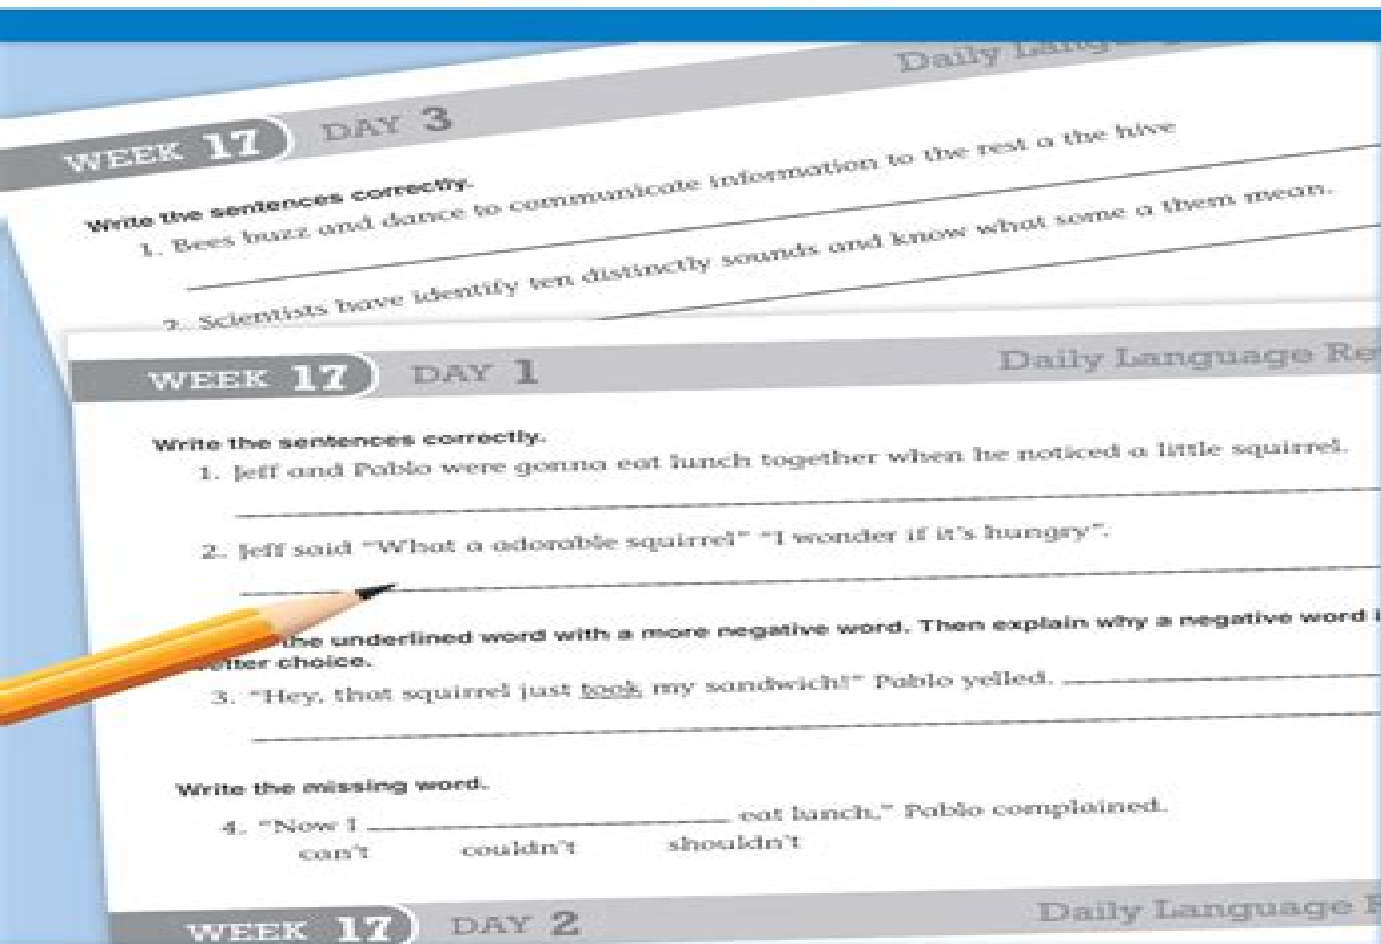 Daily
WEEK 17 DAY 3
Write the sentences correctly.
1. Bees buzz and dance to communicate information to the rest a the hive
2. Scientists have identify ten distinctly sounds and know what some a them mean.
WEEK 17 DAY 1 Daily Language
Write the sentences correctly.
1. Jeff and Pablo were gonna eat lunch together when he noticed a little squirrel.
2. Jeff said "What a adorable squirrel" "I wonder if it's hungry".
the underlined word with a more negative word. Then explain why a negative word
choice.
3. "Hey, that squirrel just took my sandwich!" Pablo yelled.
Write the missing word.
4. "Now I ____ eat lunch," Pablo complained.
can't couldn't shouldn't
WEEK 17 DAY 2 Daily Language